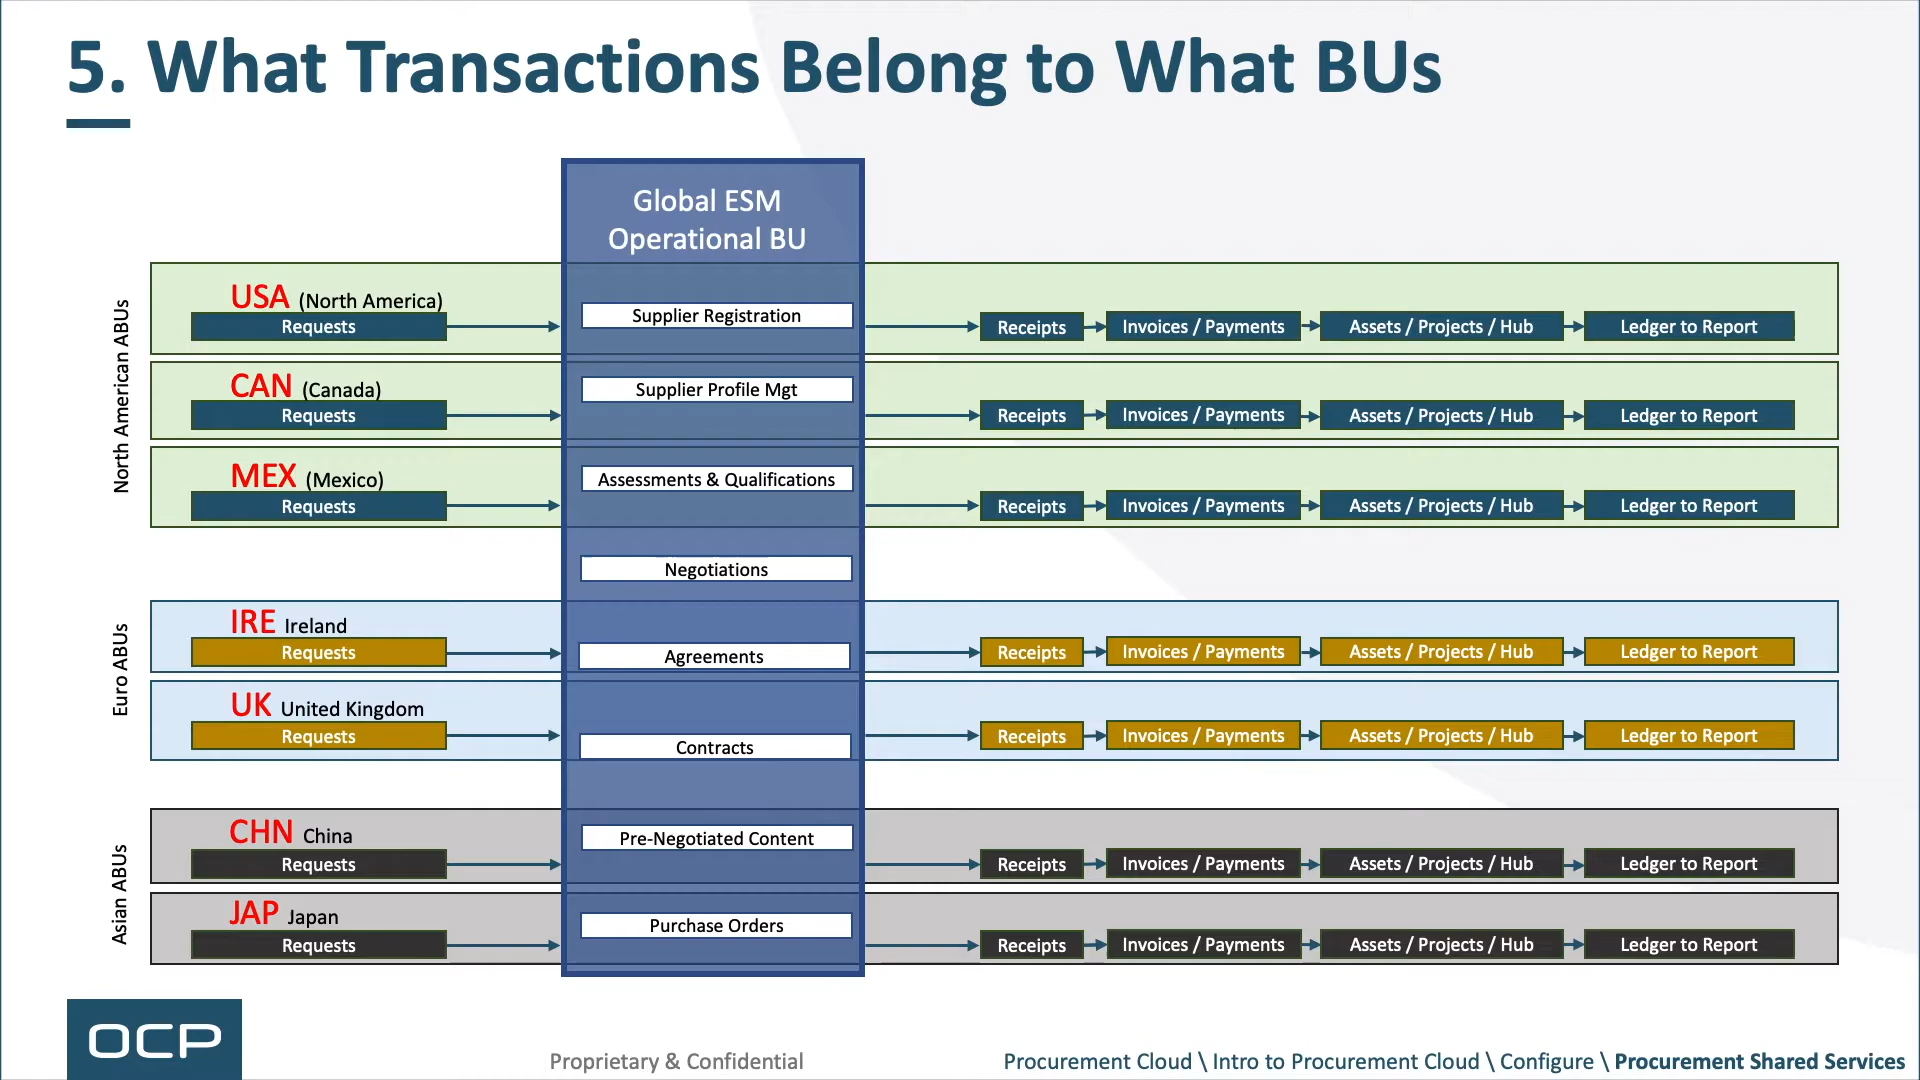 5. What Transactions Belong to What BUs
Global ESM
Operational BU
North American ABUs
USA (North America)
Requests
Supplier Registration
Receipts
Invoices / Payments
Assets / Projects / Hub
Ledger to Report
CAN (Canada)
Requests
Supplier Profile Mgt
Receipts
Invoices / Payments
Assets / Projects / Hub
Ledger to Report
MEX (Mexico)
Requests
Assessments & Qualifications
Receipts
Invoices / Payments
Assets / Projects / Hub
Ledger to Report
Negotiations
Euro ABUs
IRE Ireland
Requests
Agreements
Receipts
Invoices / Payments
Assets / Projects / Hub
Ledger to Report
UK United Kingdom
Requests
Contracts
Receipts
Invoices / Payments
Assets / Projects / Hub
Ledger to Report
Asian ABUs
CHN China
Requests
Pre-Negotiated Content
Receipts
Invoices / Payments
Assets / Projects / Hub
Ledger to Report
JAP Japan
Requests
Purchase Orders
Receipts
Invoices / Payments
Assets / Projects / Hub
Ledger to Report
OCP
Proprietary & Confidential
Procurement Cloud \ Intro to Procurement Cloud \ Configure \ Procurement Shared Services